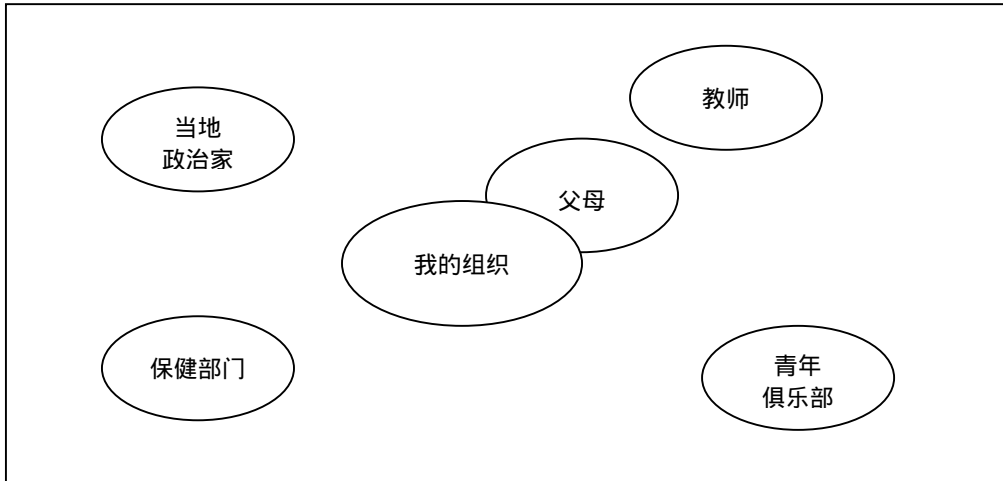 教师
当地
政治家
父母
我的组织
保健部门
青年
俱乐部